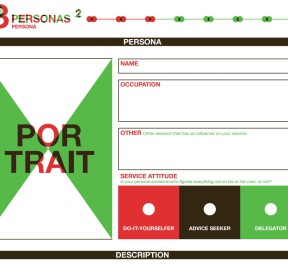 3 PERSONAS 2
PERSONA
PERSONA
NAME
OCCUPATION
OTHER Other element that has an influence on your service.
POR
TRAIT
SERVICE ATTITUDE
Is your persona someone who figures everything out on his or her own, or not?
DO-IT-YOURSELFER
ADVICE SEEKER
DELEGATOR
DESCRIPTION